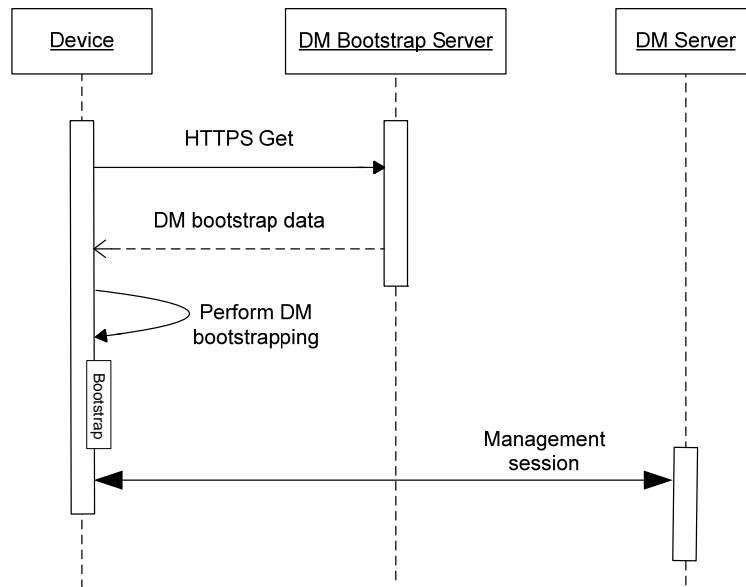 Device
DM Bootstrap Server
DM Server
HTTPS Get
DM bootstrap data
Perform DM
bootstrapping
Bootstrap
Management
session